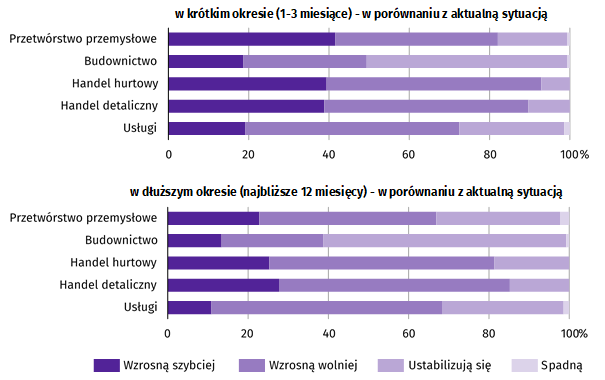 w krótkim okresie (1-3 miesiące) - w porównaniu z aktualną sytuacją
Przetwórstwo przemysłowe
Budownictwo
Handel hurtowy
Handel detaliczny
Usługi
0 20 40 60 80 100%
w dłuższym okresie (najbliższe 12 miesięcy) - w porównaniu z aktualną sytuacją
Przetwórstwo przemysłowe
Budownictwo
Handel hurtowy
Handel detaliczny
Usługi
0 20 40 60 80 100%
Wzrosną szybciej Wzrosną wolniej Ustabilizują się Spadną